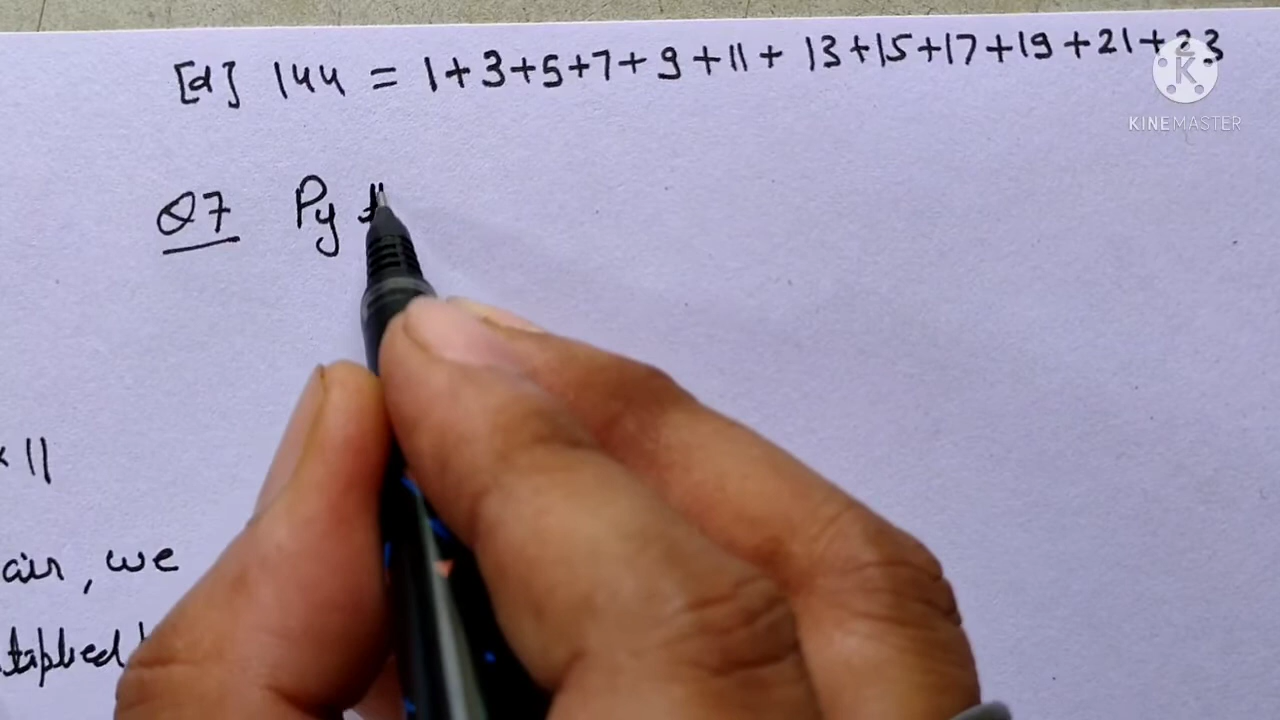 [d] 144 = 1+3+5+7+9+11+ 13+15+17+19+21+23
KINEMASTER
Q7 Py
× 11
air, we